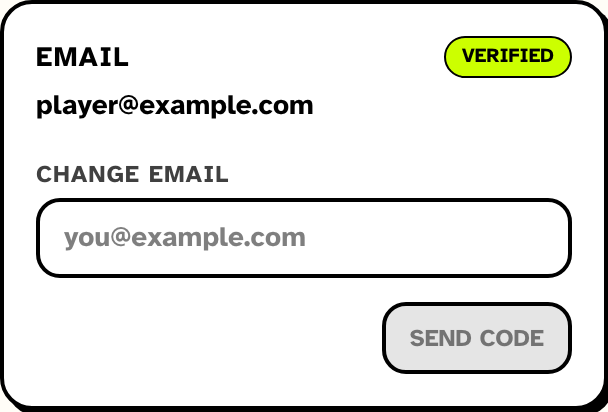 EMAIL
VERIFIED
player@example.com
CHANGE EMAIL
you@example.com
SEND CODE